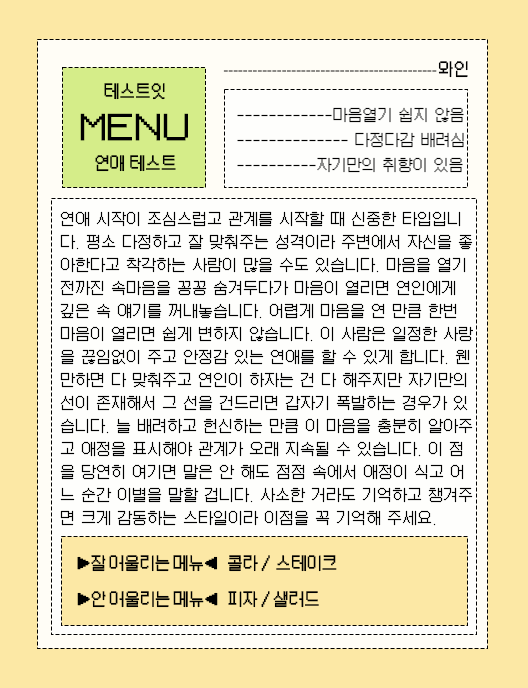 테스트잇
MENU
연애 테스트
와인
마음열기 쉽지 않음
다정다감 배려심
자기만의 취향이 있음
연애 시작이 조심스럽고 관계를 시작할 때 신중한 타입입니
다. 평소 다정하고 잘 맞춰주는 성격이라 주변에서 자신을 좋
아한다고 착각하는 사람이 많을 수도 있습니다. 마음을 열기
전까진 속마음을 꽁꽁 숨겨두다가 마음이 열리면 연인에게
깊은 속 얘기를 꺼내놓습니다. 어렵게 마음을 연 만큼 한번
마음이 열리면 쉽게 변하지 않습니다. 이 사람은 일정한 사랑
을 끊임없이 주고 안정감 있는 연애를 할 수 있게 합니다. 웬
만하면 다 맞춰주고 연인이 하자는 건 다 해주지만 자기만의
선이 존재해서 그 선을 건드리면 갑자기 폭발하는 경우가 있
습니다. 늘 배려하고 헌신하는 만큼 이 마음을 충분히 알아주
고 애정을 표시해야 관계가 오래 지속될 수 있습니다. 이 점
을 당연히 여기면 말은 안 해도 점점 속에서 애정이 식고 어
느 순간 이별을 말할 겁니다. 사소한 거라도 기억하고 챙겨주
면 크게 감동하는 스타일이라 이점을 꼭 기억해 주세요.
▶잘 어울리는 메뉴◀ 콜라 / 스테이크
▶안 어울리는 메뉴◀ 피자 / 샐러드